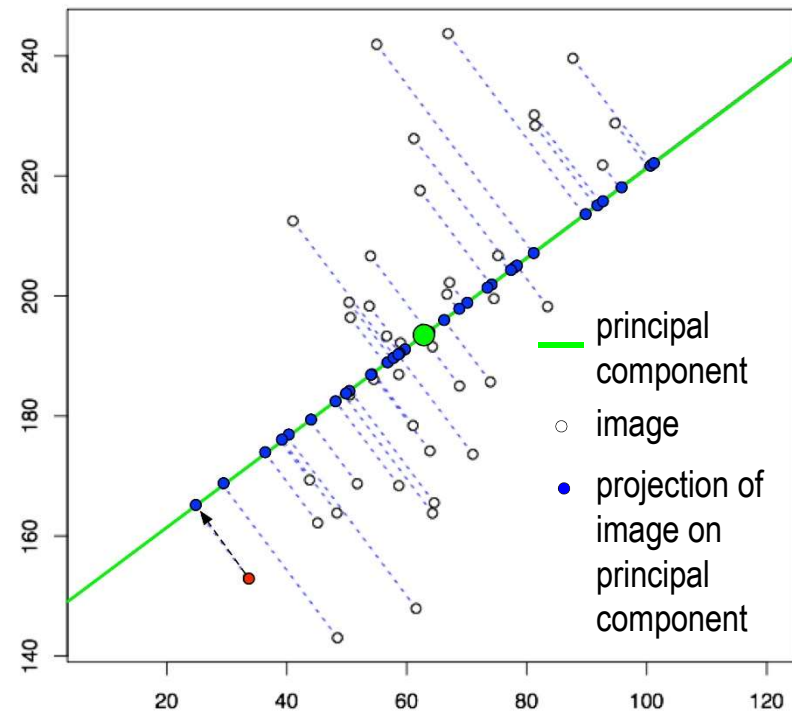 240
220
200
180
160
140
20
40
60
80
100
120
principal
component
image
projection of
image on
principal
component